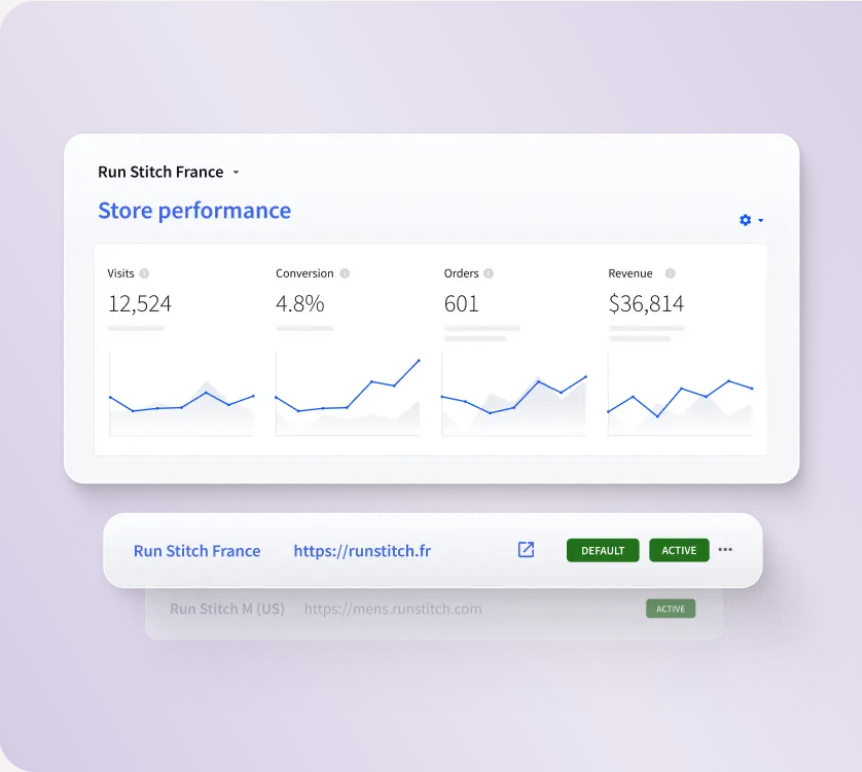 Run Stitch France
Store performance
Visits Conversion Orders Revenue
12,524 4.8% 601 $36,814
Run Stitch France https://runstitch.fr DEFAULT ACTIVE
Run Stitch M (US) https://mens.runstitch.com ACTIVE